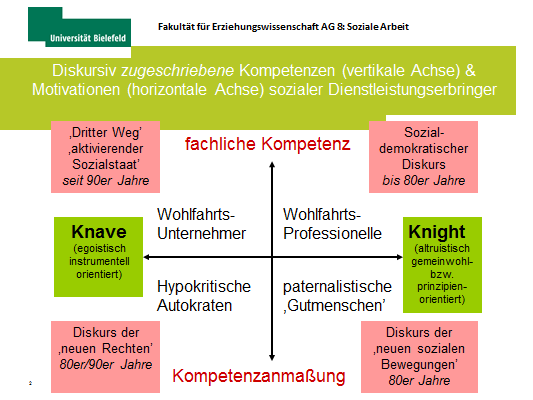 Universität Bielefeld
Fakultät für Erziehungswissenschaft AG 8: Soziale Arbeit
Diskursiv zugeschriebene Kompetenzen (vertikale Achse) &
Motivationen (horizontale Achse) sozialer Dienstleistungserbringer
‚Dritter Weg’
‚aktivierender
Sozialstaat’
seit 90er Jahre
fachliche Kompetenz
Sozial-
demokratischer
Diskurs
bis 80er Jahre
Knave
(egoistisch
instrumentell
orientiert)
Wohlfahrts-
Unternehmer
Wohlfahrts-
Professionelle
Knight
(altruistisch
gemeinwohl-
bzw.
prinzipien-
orientiert)
Hypokritische
Autokraten
paternalistische
‚Gutmenschen’
Diskurs der
‚neuen Rechten’
80er/90er Jahre
Kompetenzanmaßung
Diskurs der
‚neuen sozialen
Bewegungen’
80er Jahre
2